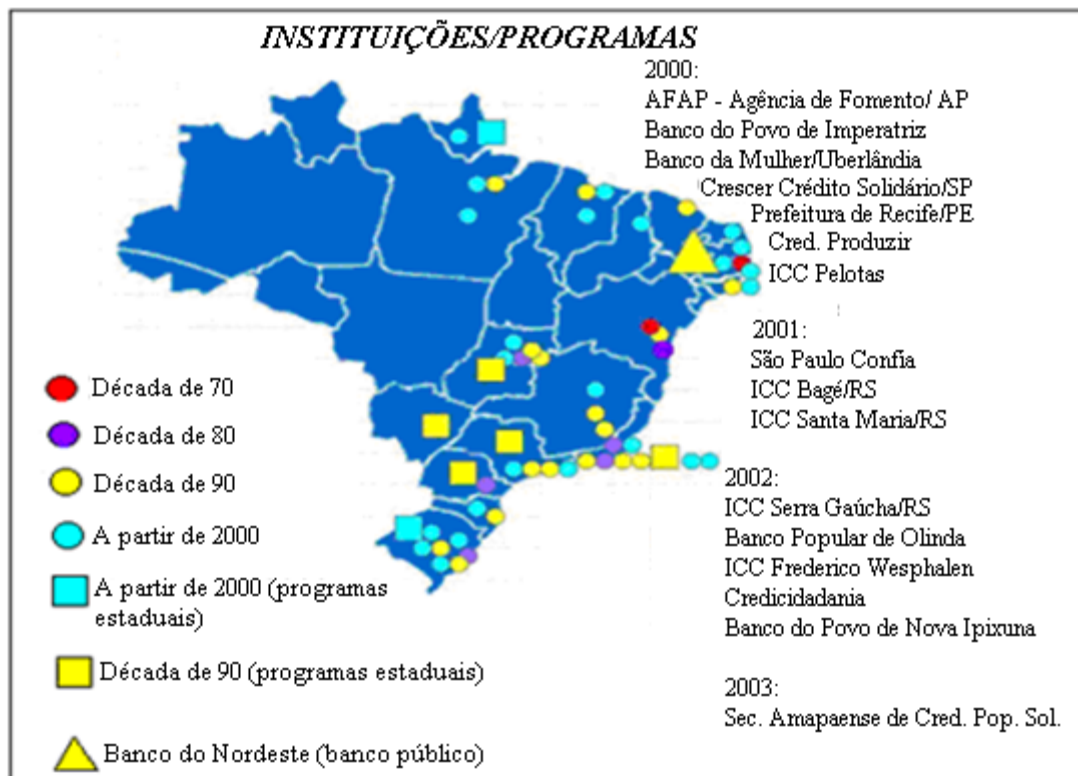 INSTITUIÇÕES/PROGRAMAS
2000:
AFAP - Agência de Fomento/ AP
Banco do Povo de Imperatriz
Banco da Mulher/Uberlândia
Crescer Crédito Solidário/SP
Prefeitura de Recife/PE
Cred. Produzir
ICC Pelotas
2001:
São Paulo Confia
ICC Bagé/RS
ICC Santa Maria/RS
2002:
ICC Serra Gaúcha/RS
Banco Popular de Olinda
ICC Frederico Wesphalen
Credicidadania
Banco do Povo de Nova Ipixuna
2003:
Sec. Amapaense de Cred. Pop. Sol.
Década de 70
Década de 80
Década de 90
A partir de 2000
A partir de 2000 (programas
estaduais)
Década de 90 (programas estaduais)
Banco do Nordeste (banco público)